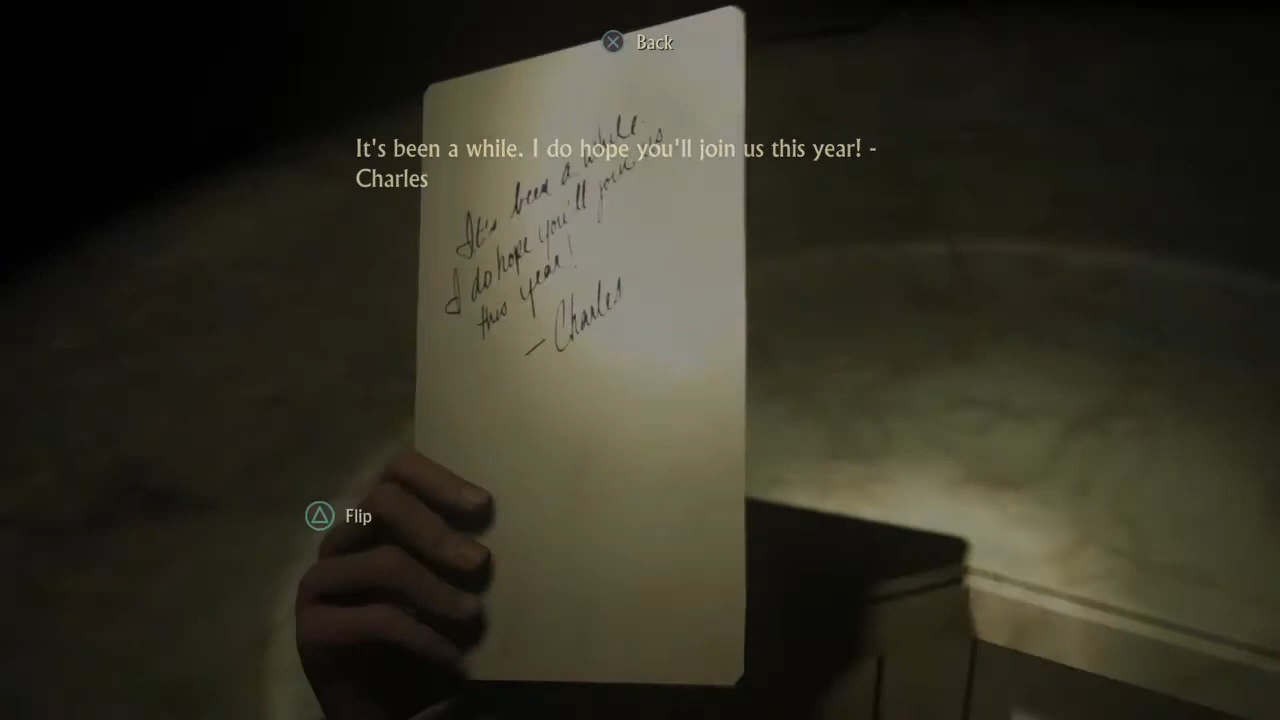 Back
It's been a while. I do hope you'll join us this year! -
Charles
It's been a while.
I do hope you'll join us
this year!
— Charles
Flip